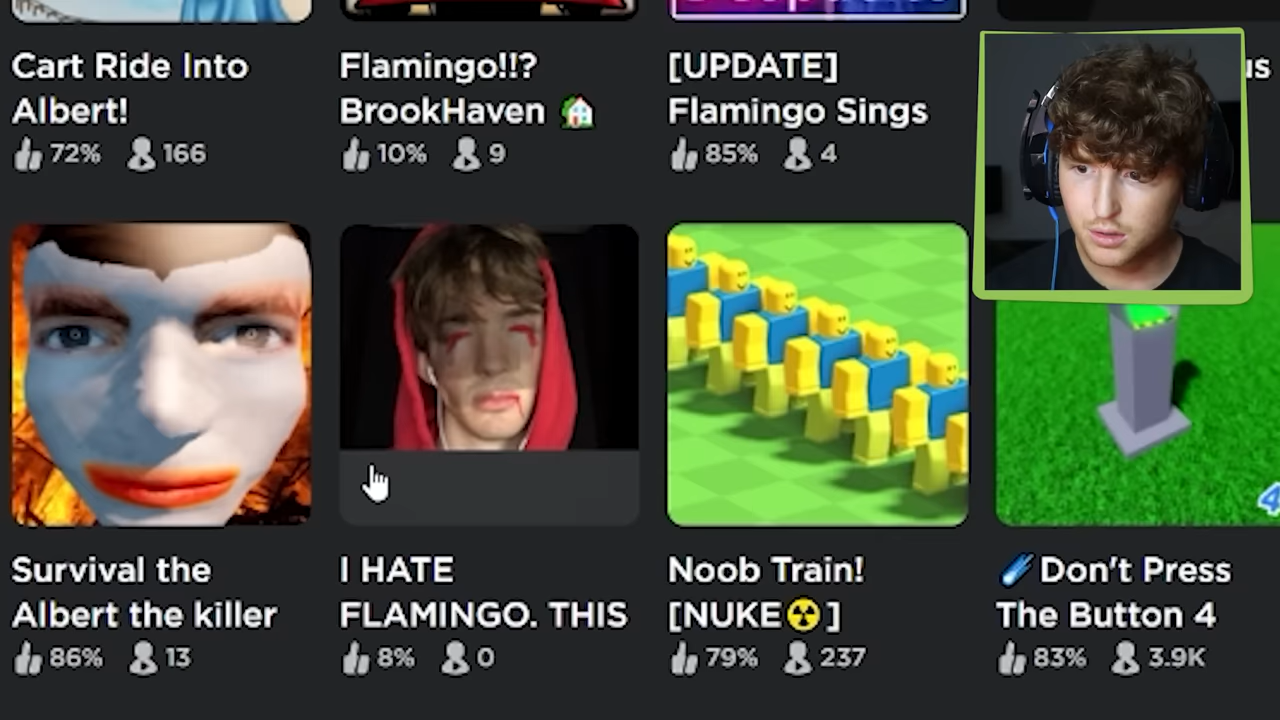 Cart Ride Into
Albert!
72% 166
Flamingo!!?
BrookHaven
10% 9
[UPDATE]
Flamingo Sings
85% 4
Survival the
Albert the killer
86% 13
I HATE
FLAMINGO. THIS
8% 0
Noob Train!
[NUKE☢️]
79% 237
4
Don't Press
The Button 4
83% 3.9K